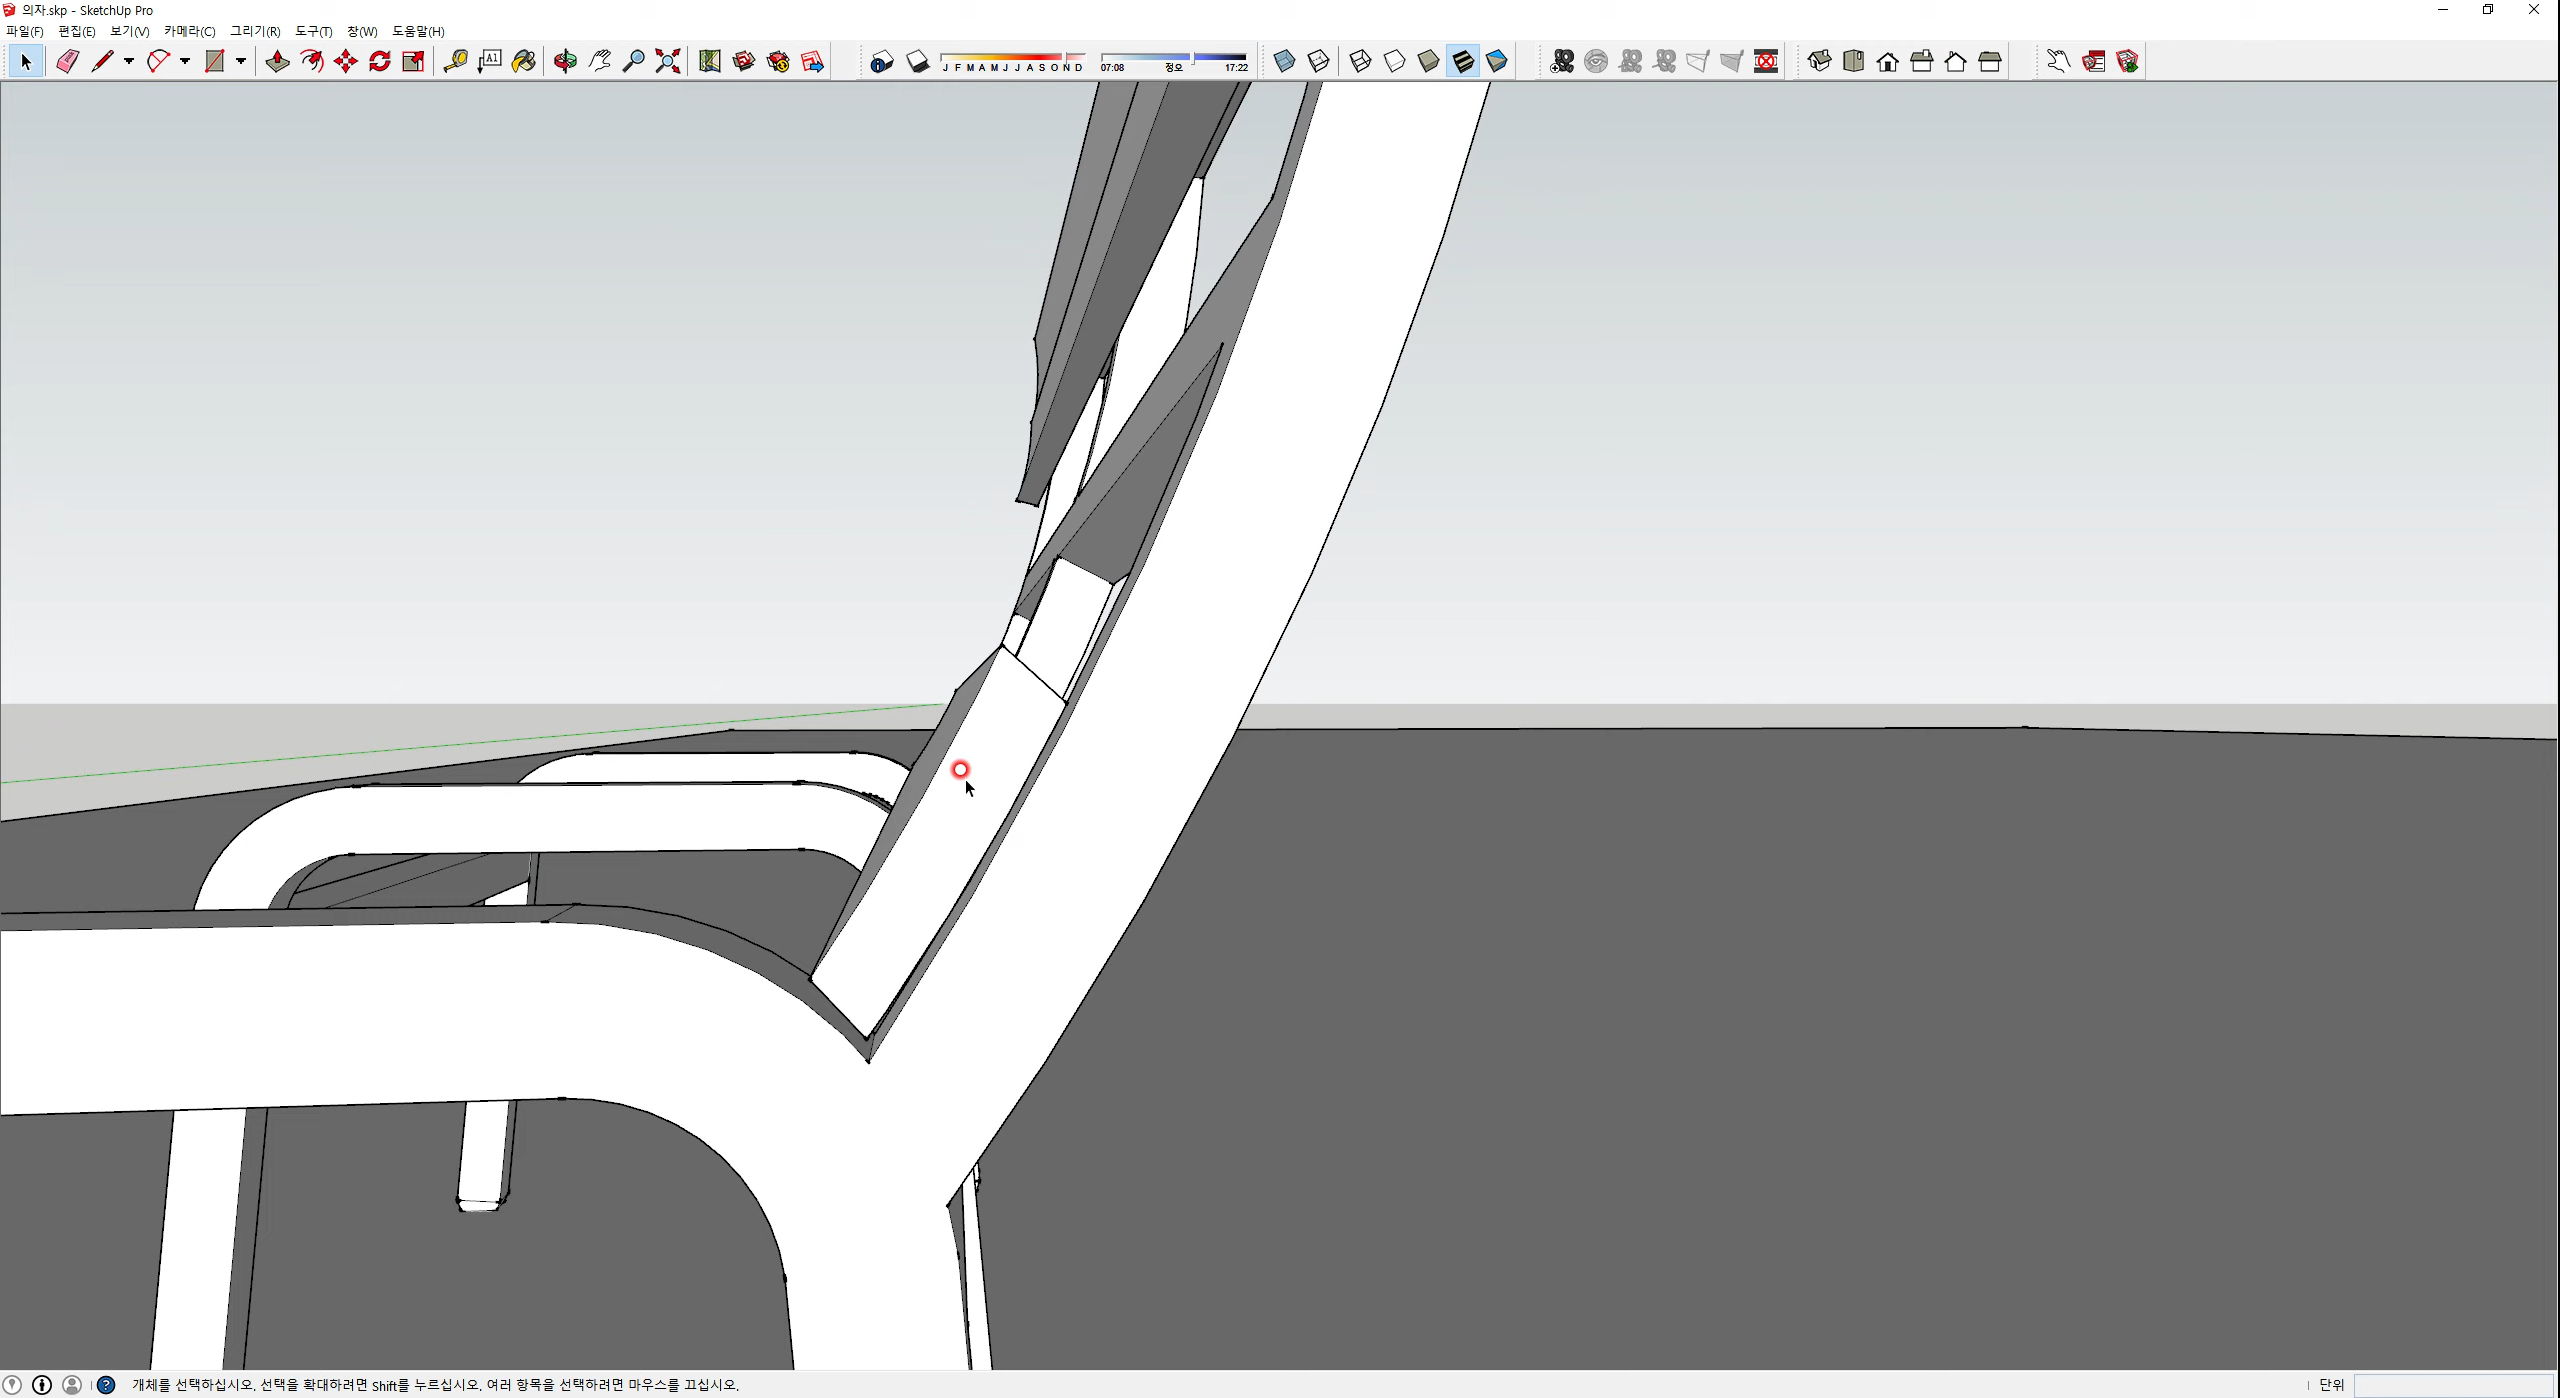 의자.skp - SketchUp Pro
파일(F) 편집(E) 보기(V) 카메라(C) 그리기(R) 도구(T) 창(W) 도움말(H)
A1
J F M A M J J A S O N D 07:08 정오 17:22
개체를 선택하십시오. 선택을 확대하려면 Shift를 누르십시오. 여러 항목을 선택하려면 마우스를 끄십시오. 단위